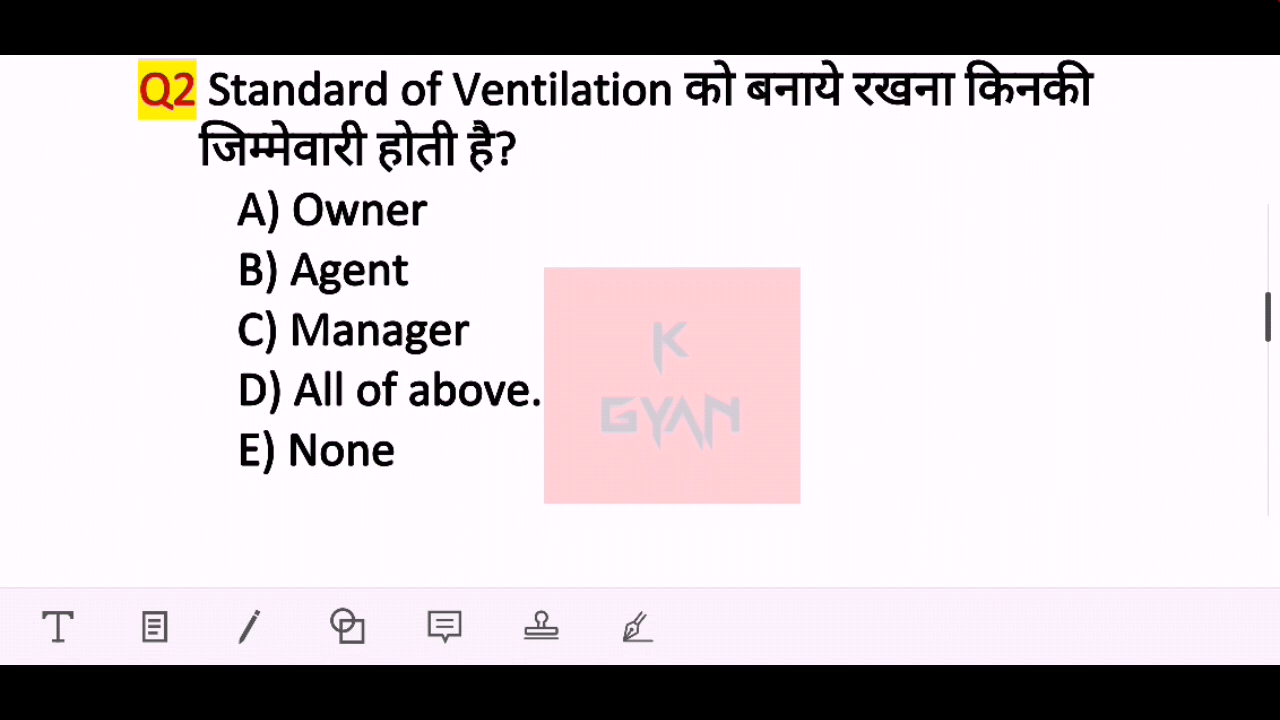 Q2 Standard of Ventilation को बनाये रखना किनकी
जिम्मेवारी होती है?
A) Owner
B) Agent
C) Manager
D) All of above.
E) None
K
GYAN